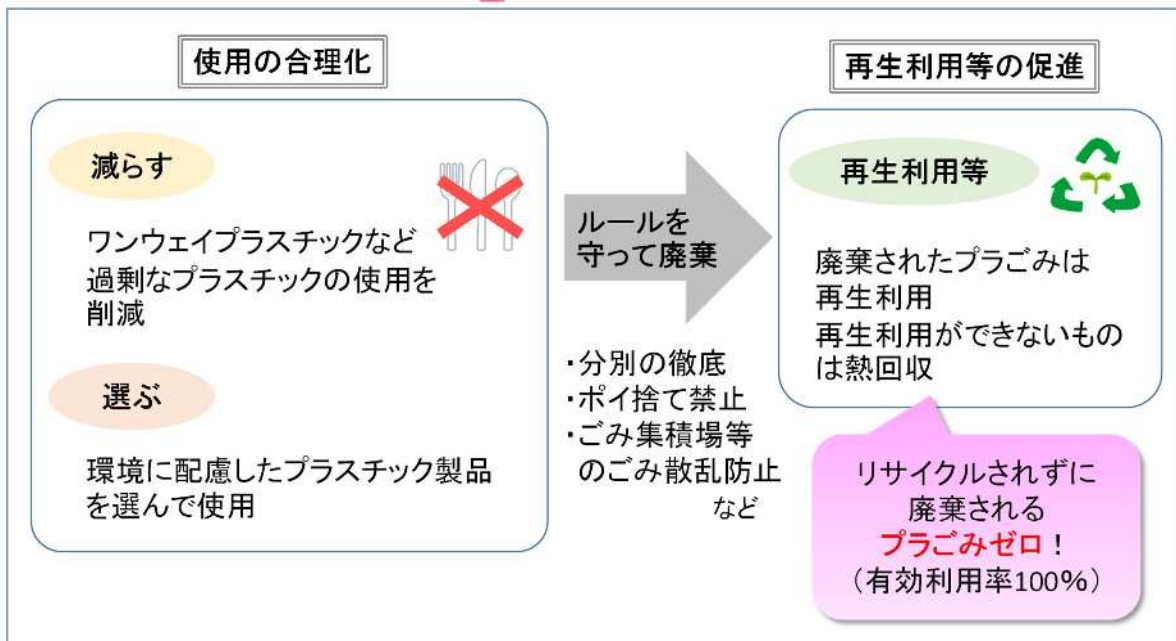 使用の合理化
減らす
ワンウェイプラスチックなど
過剰なプラスチックの使用を
削減
選ぶ
環境に配慮したプラスチック製品
を選んで使用
ルールを
守って廃棄
・分別の徹底
・ポイ捨て禁止
・ごみ集積場等
のごみ散乱防止
など
再生利用等の促進
再生利用等
廃棄されたプラごみは
再生利用
再生利用ができないもの
は熱回収
リサイクルされずに
廃棄される
プラごみゼロ！
（有効利用率100％）